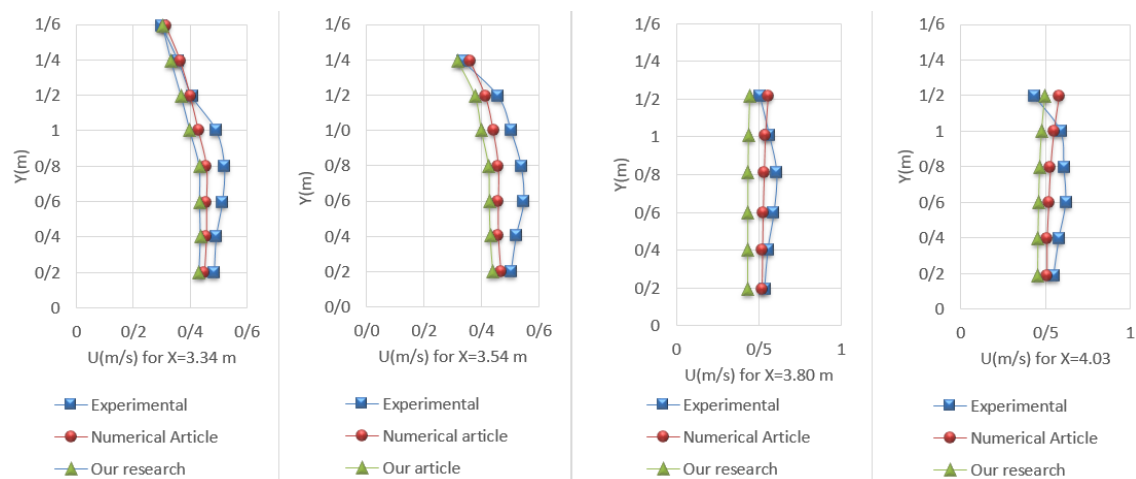 1/6
1/4
1/2
1
0/8
0/6
0/4
0/2
0
Y(m)
0 0/2 0/4 0/6
U(m/s) for X=3.34 m
Experimental
Numerical Article
Our research
1/6
1/4
1/2
1/0
0/8
0/6
0/4
0/2
0/0
Y(m)
0/0 0/2 0/4 0/6
U(m/s) for X=3.54 m
Experimental
Numerical article
Our article
1/6
1/4
1/2
1
0/8
0/6
0/4
0/2
0
Y(m)
0 0/5 1
U(m/s) for X=3.80 m
Experimental
Numerical Article
Our research
1/6
1/4
1/2
1
0/8
0/6
0/4
0/2
0
Y(m)
0 0/5 1
U(m/s) for X=4.03
Experimental
Numerical Article
Our research